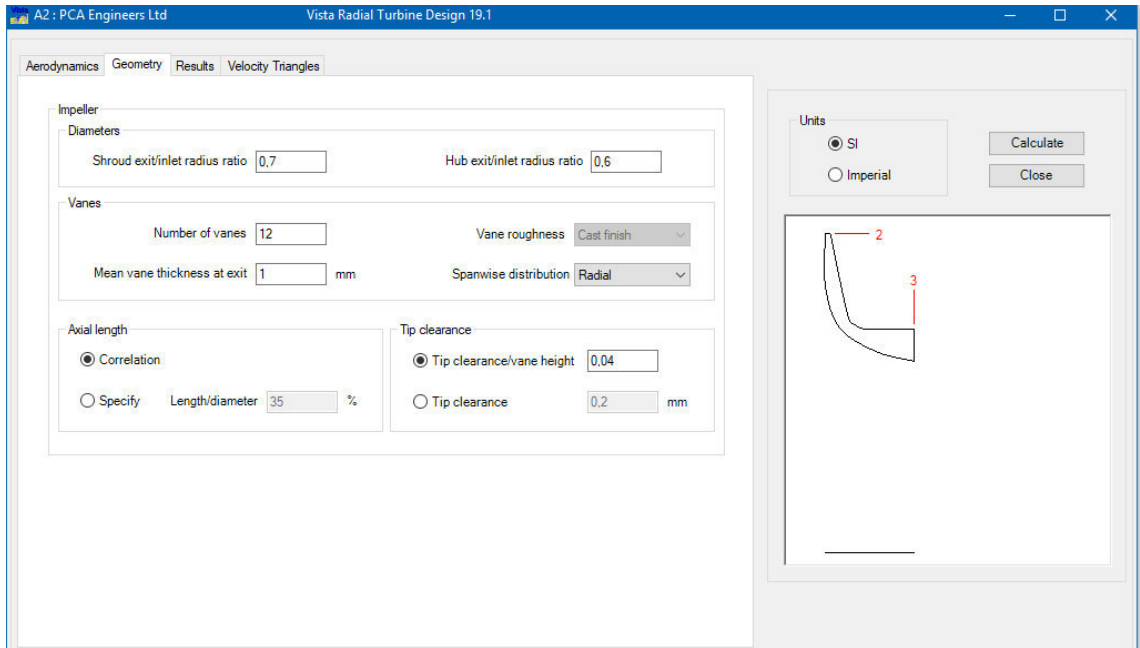 Vista A2 : PCA Engineers Ltd Vista Radial Turbine Design 19.1
Aerodynamics Geometry Results Velocity Triangles
Impeller
Diameters
Shroud exit/inlet radius ratio 0,7 Hub exit/inlet radius ratio 0,6
Vanes
Number of vanes 12 Vane roughness Cast finish
Mean vane thickness at exit 1 mm Spanwise distribution Radial
Axial length
Correlation
Specify Length/diameter 35 %
Tip clearance
Tip clearance/vane height 0,04
Tip clearance 0,2 mm
Units
SI
Imperial
Calculate
Close
2
3